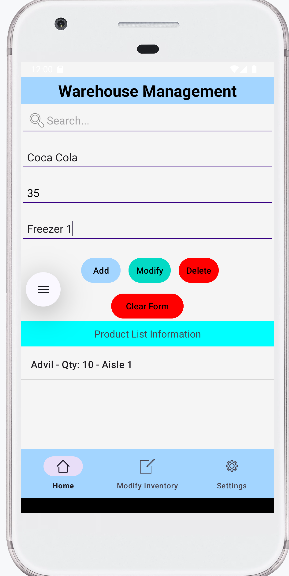 Warehouse Management
Search...
Coca Cola
35
Freezer 1
Add Modify Delete
Clear Form
Product List Information
Advil - Qty: 10 - Aisle 1
Home Modify Inventory Settings